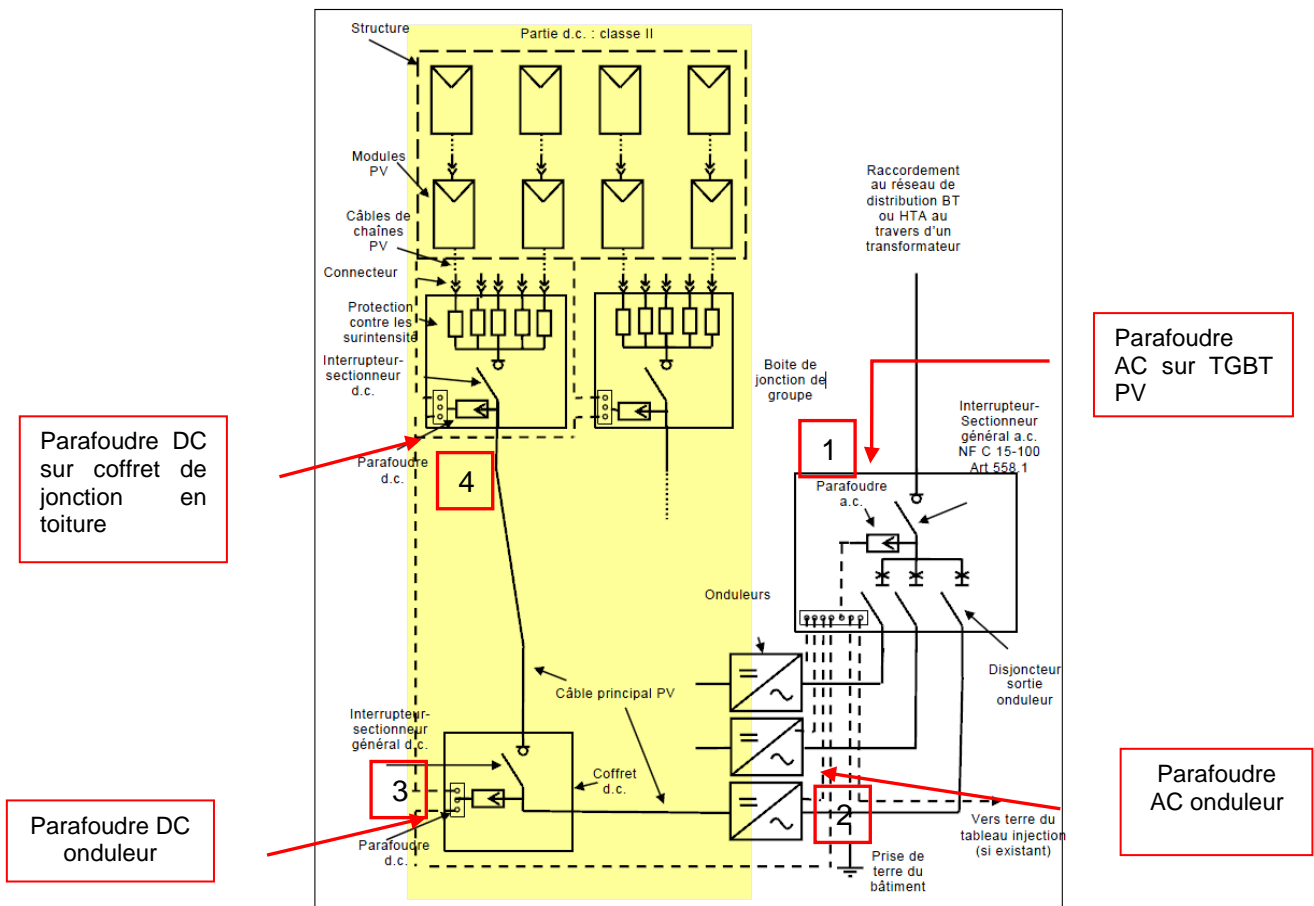 Structure
Partie d.c. : classe II
Modules
PV
Câbles de
chaînes
PV
Connecteur
Protection
contre les
surintensité
Interrupteur-
sectionneur
d.c.
Parafoudre
d.c.
Parafoudre DC
sur coffret de
jonction en
toiture
4
Raccordement
au réseau de
distribution BT
ou HTA au
travers d'un
transformateur
Boite de
jonction de
groupe
Parafoudre
AC sur TGBT
PV
Interrupteur-
Sectionneur
général a.c.
NF C 15-100
Art 558.1
1
Parafoudre
a.c.
Onduleurs
Disjoncteur
sortie
onduleur
Câble principal PV
Interrupteur-
sectionneur
général d.c.
3
Coffret
d.c.
Parafoudre
d.c.
Parafoudre DC
onduleur
2
Parafoudre
AC onduleur
Vers terre du
tableau injection
(si existant)
Prise de
terre du
bâtiment